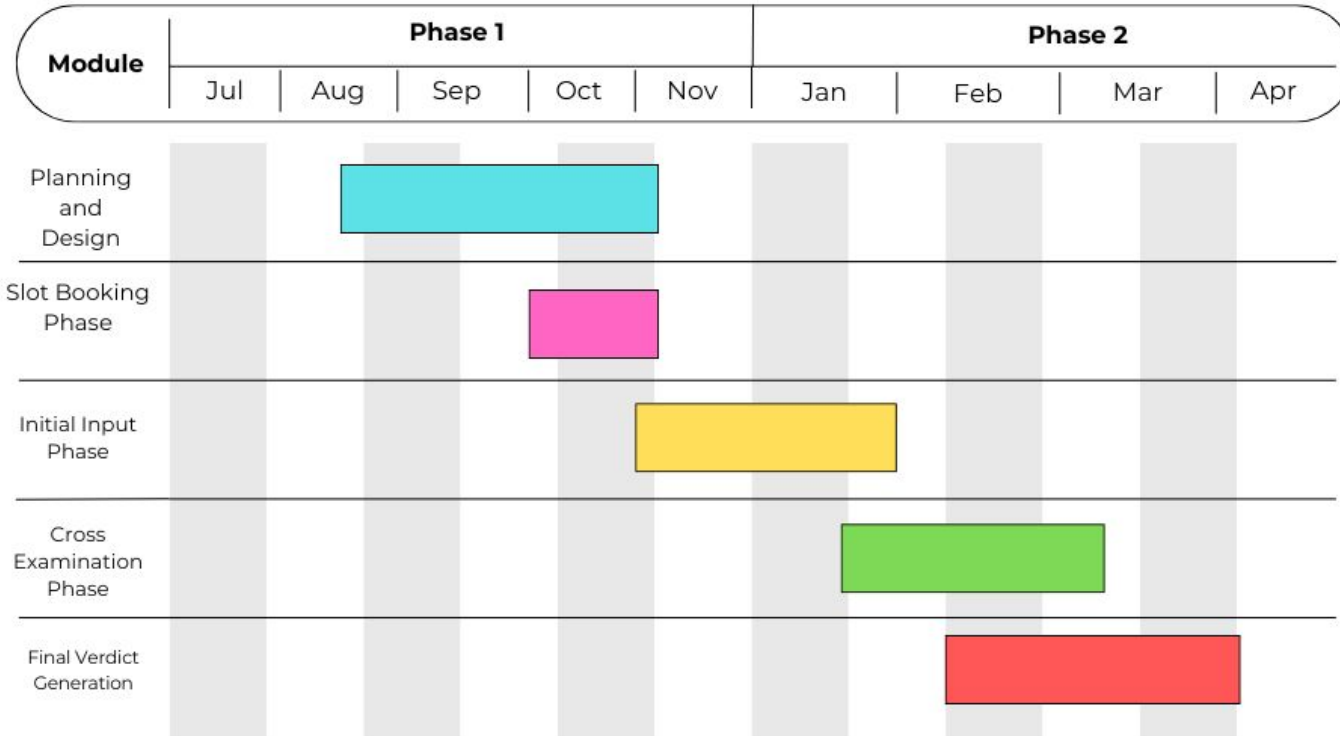 Module
Phase 1
Phase 2
Jul Aug Sep Oct Nov Jan Feb Mar Apr
Planning
and
Design
Slot Booking
Phase
Initial Input
Phase
Cross
Examination
Phase
Final Verdict
Generation